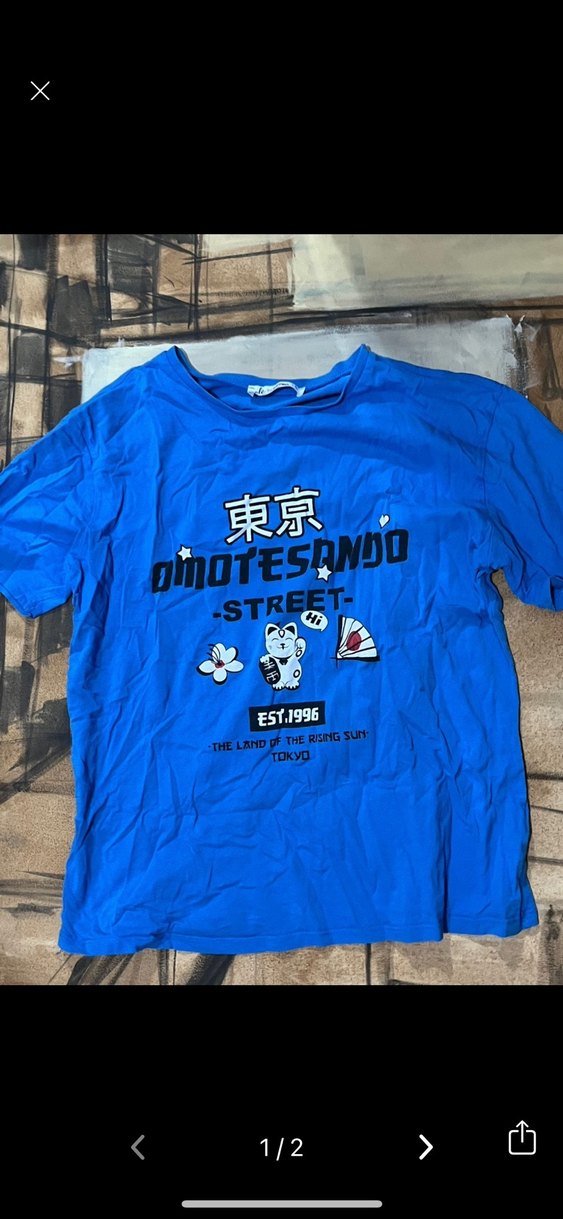 東京
OMOTESANDO
-STREET-
Hi
EST.1996
·THE LAND OF THE RISING SUN·
TOKYO
1/2